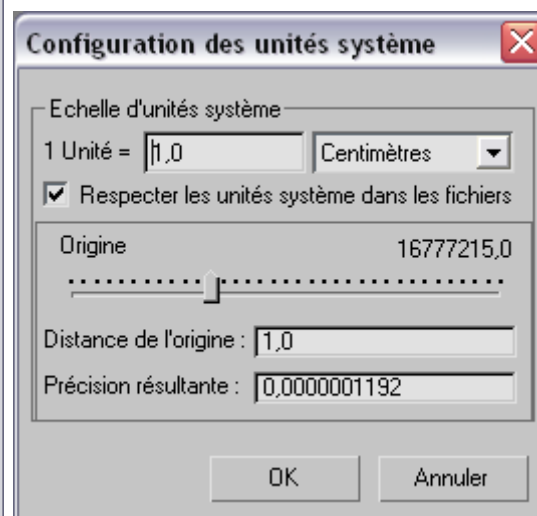 Configuration des unités système
Echelle d'unités système
1 Unité = 1,0 Centimètres
Respecter les unités système dans les fichiers
Origine 16777215,0
Distance de l'origine : 1,0
Précision résultante : 0,0000001192
OK Annuler